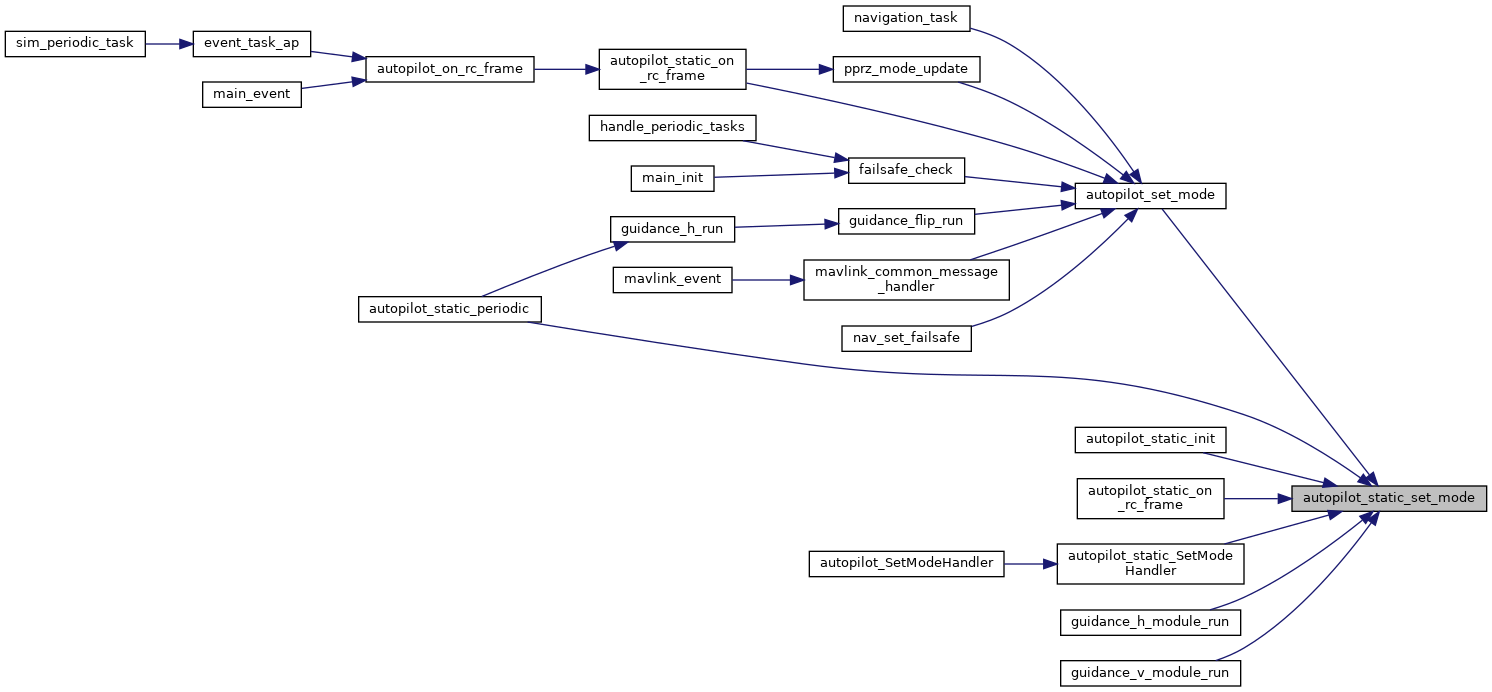 navigation_task
sim_periodic_task
event_task_ap
autopilot_on_rc_frame
main_event
autopilot_static_on
_rc_frame
pprz_mode_update
handle_periodic_tasks
main_init
failsafe_check
autopilot_set_mode
guidance_h_run
guidance_flip_run
mavlink_event
mavlink_common_message
_handler
autopilot_static_periodic
nav_set_failsafe
autopilot_static_init
autopilot_static_on
_rc_frame
autopilot_static_set_mode
autopilot_SetModeHandler
autopilot_static_SetMode
Handler
guidance_h_module_run
guidance_v_module_run